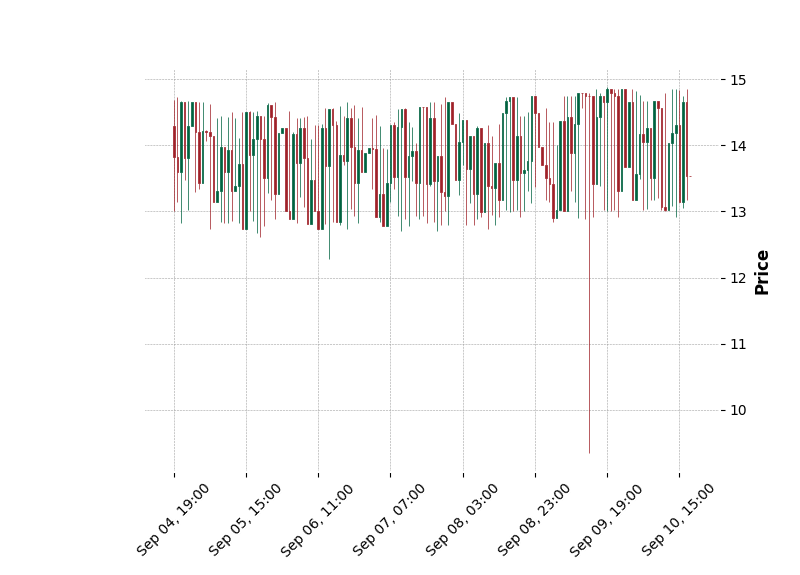 15
14
13
12
11
10
Price
Sep 04, 19:00
Sep 05, 15:00
Sep 06, 11:00
Sep 07, 07:00
Sep 08, 03:00
Sep 08, 23:00
Sep 09, 19:00
Sep 10, 15:00